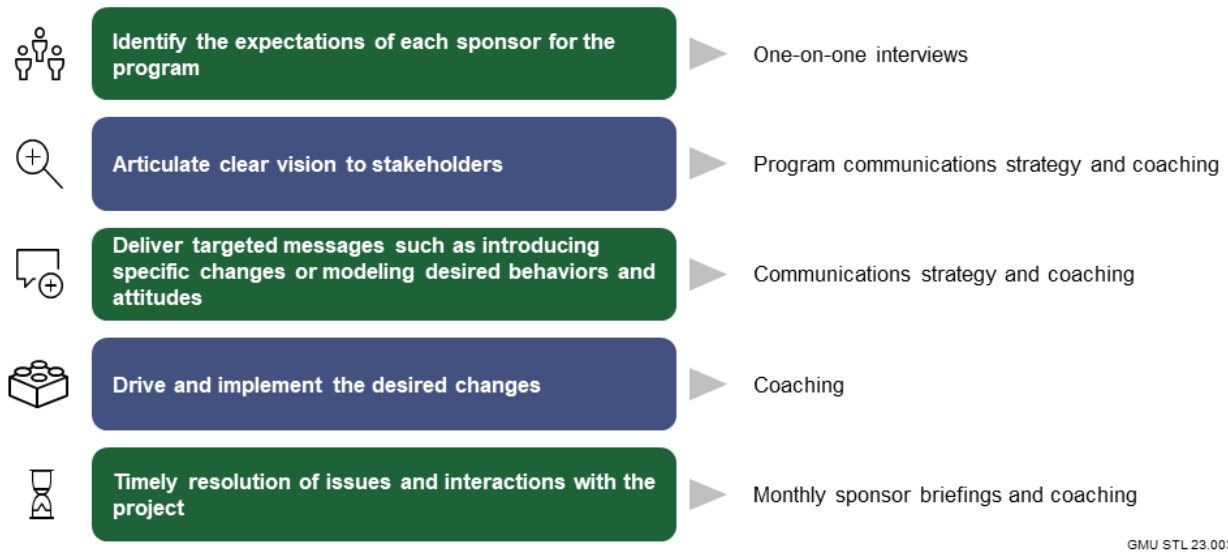 Identify the expectations of each sponsor for the
program
One-on-one interviews
Articulate clear vision to stakeholders
Program communications strategy and coaching
Deliver targeted messages such as introducing
specific changes or modeling desired behaviors and
attitudes
Communications strategy and coaching
Drive and implement the desired changes
Coaching
Timely resolution of issues and interactions with the
project
Monthly sponsor briefings and coaching
GMU STL 23.003